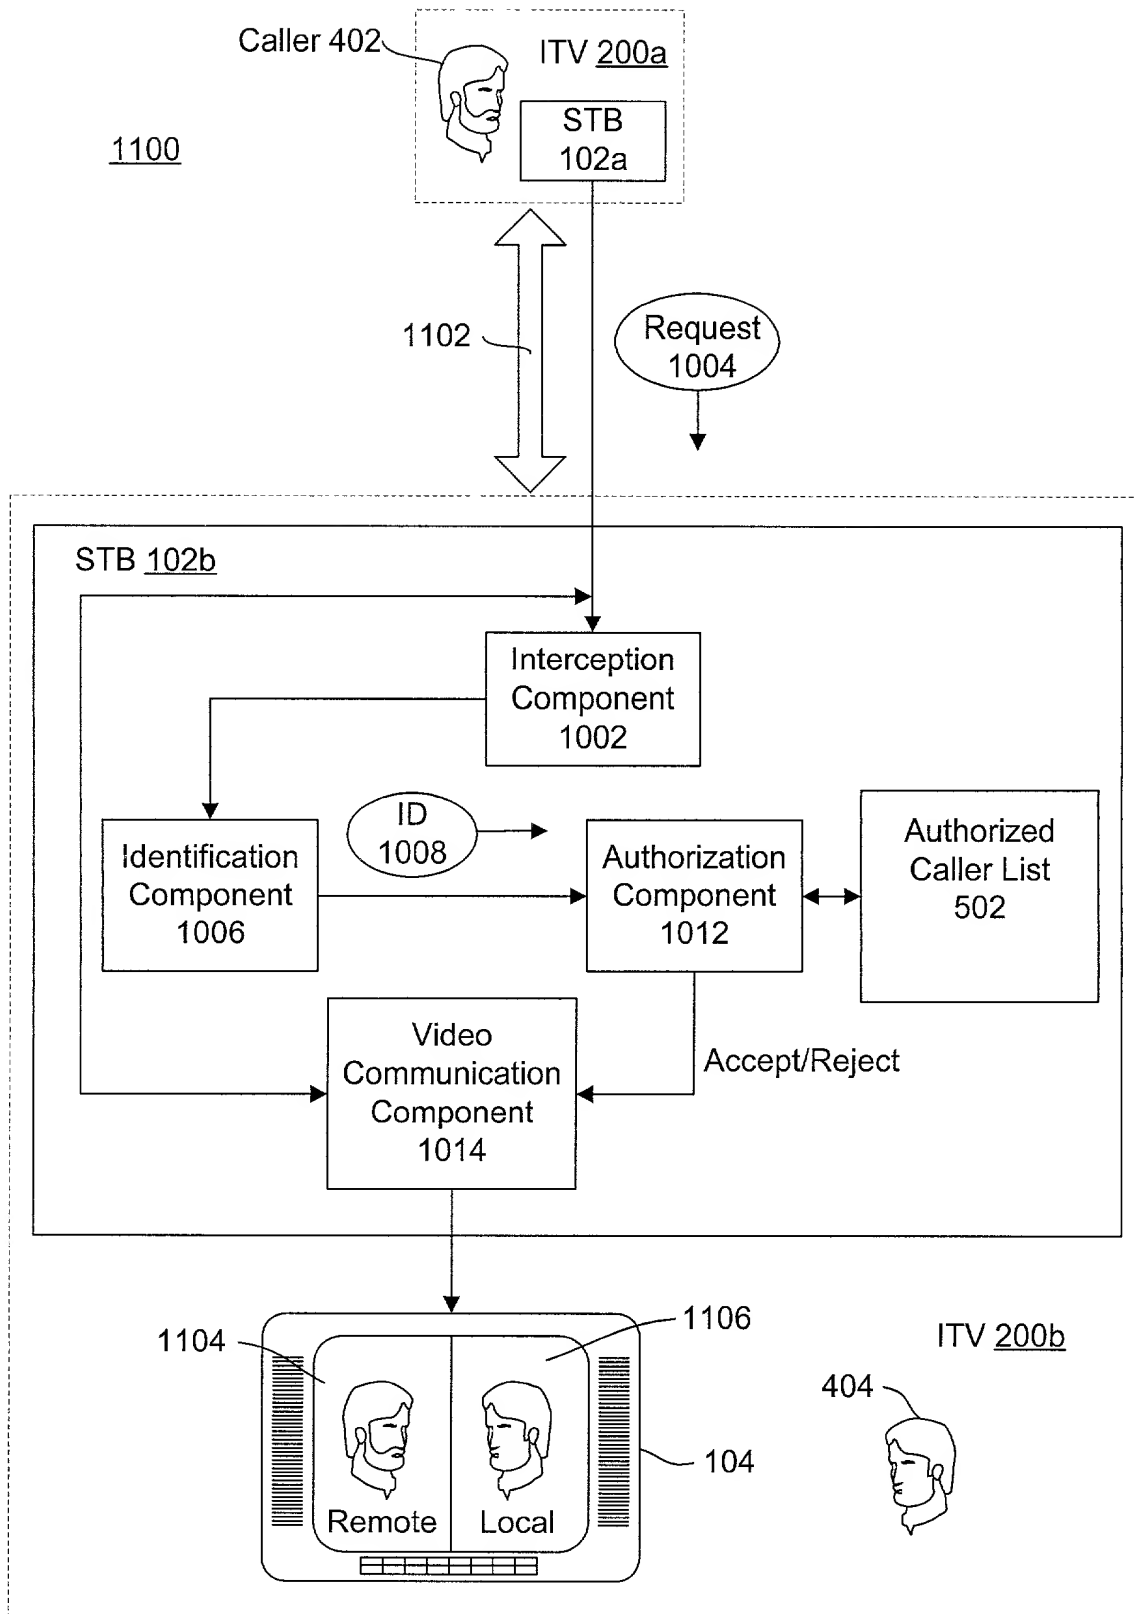 Caller 402
ITV 200a
STB
102a
1100
1102
Request
1004
STB 102b
Interception
Component
1002
ID
1008
Identification
Component
1006
Authorization
Component
1012
Authorized
Caller List
502
Video
Communication
Component
1014
Accept/Reject
1104
1106
ITV 200b
404
104
Remote
Local